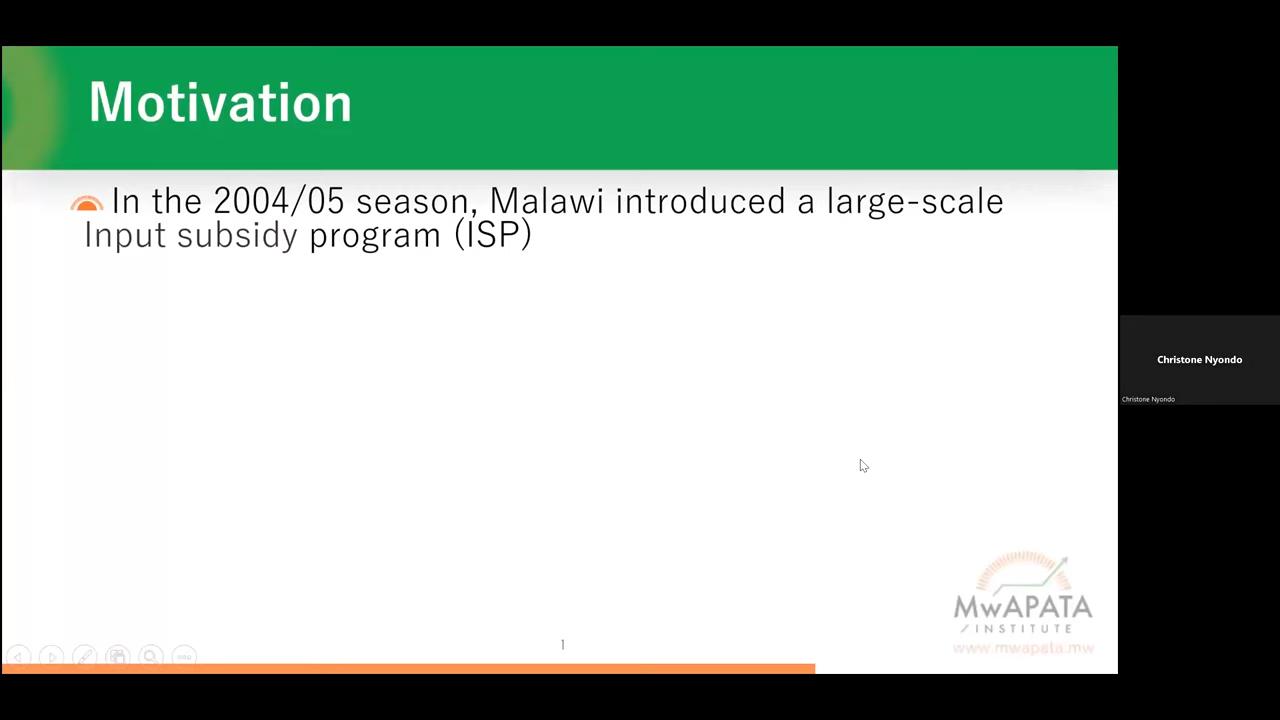 Motivation
In the 2004/05 season, Malawi introduced a large-scale
Input subsidy program (ISP)
Christone Nyondo
Christone Nyondo
MwAPATA
INSTITUTE
www.mwapata.mw
1